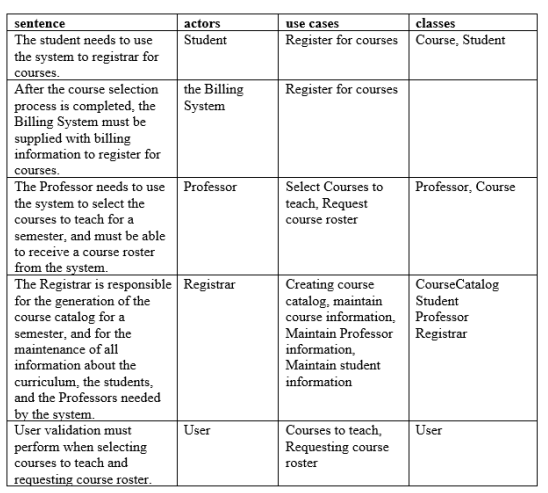 sentence actors use cases classes
The student needs to use Student Register for courses Course, Student
the system to registrar for
courses.
After the course selection the Billing Register for courses
process is completed, the System
Billing System must be
supplied with billing
information to register for
courses.
The Professor needs to use Professor Select Courses to Professor, Course
the system to select the teach, Request
courses to teach for a course roster
semester, and must be able
to receive a course roster
from the system.
The Registrar is responsible Registrar Creating course CourseCatalog
for the generation of the catalog, maintain Student
course catalog for a course information, Professor
semester, and for the Maintain Professor Registrar
maintenance of all information,
information about the Maintain student
curriculum, the students, information
and the Professors needed
by the system.
User validation must User Courses to teach, User
perform when selecting Requesting course
courses to teach and roster
requesting course roster.